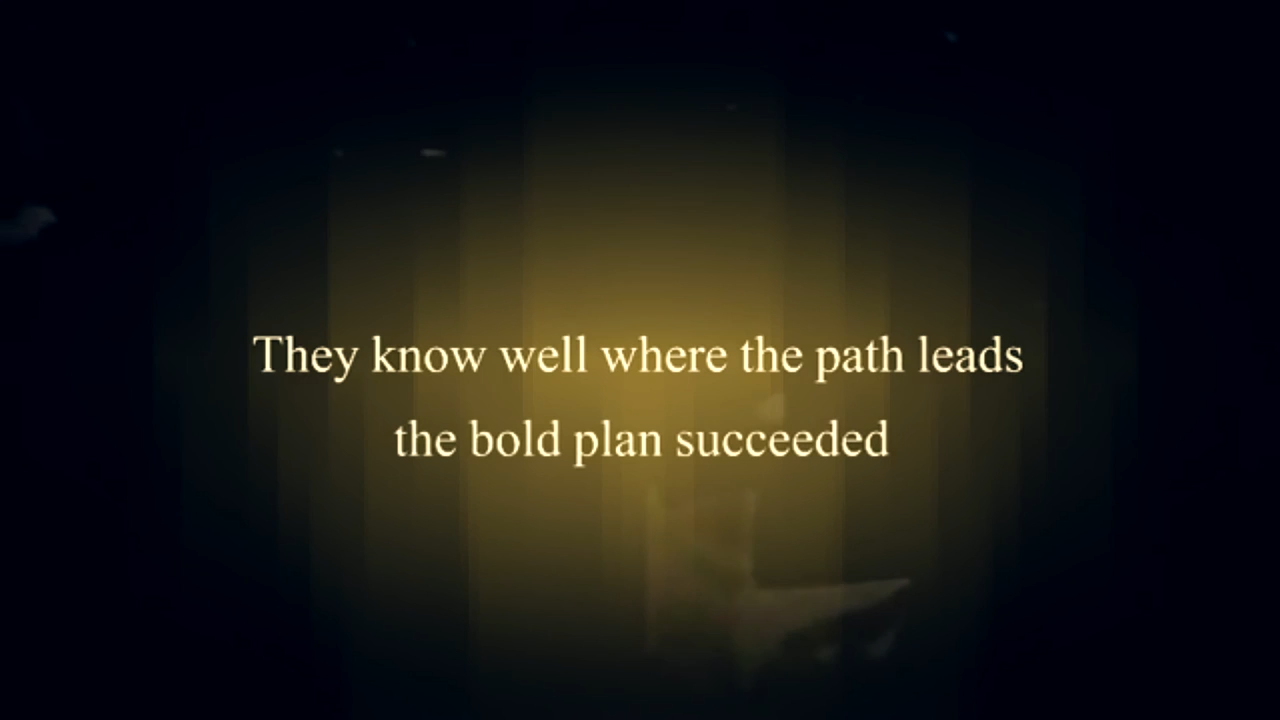 They know well where the path leads
the bold plan succeeded